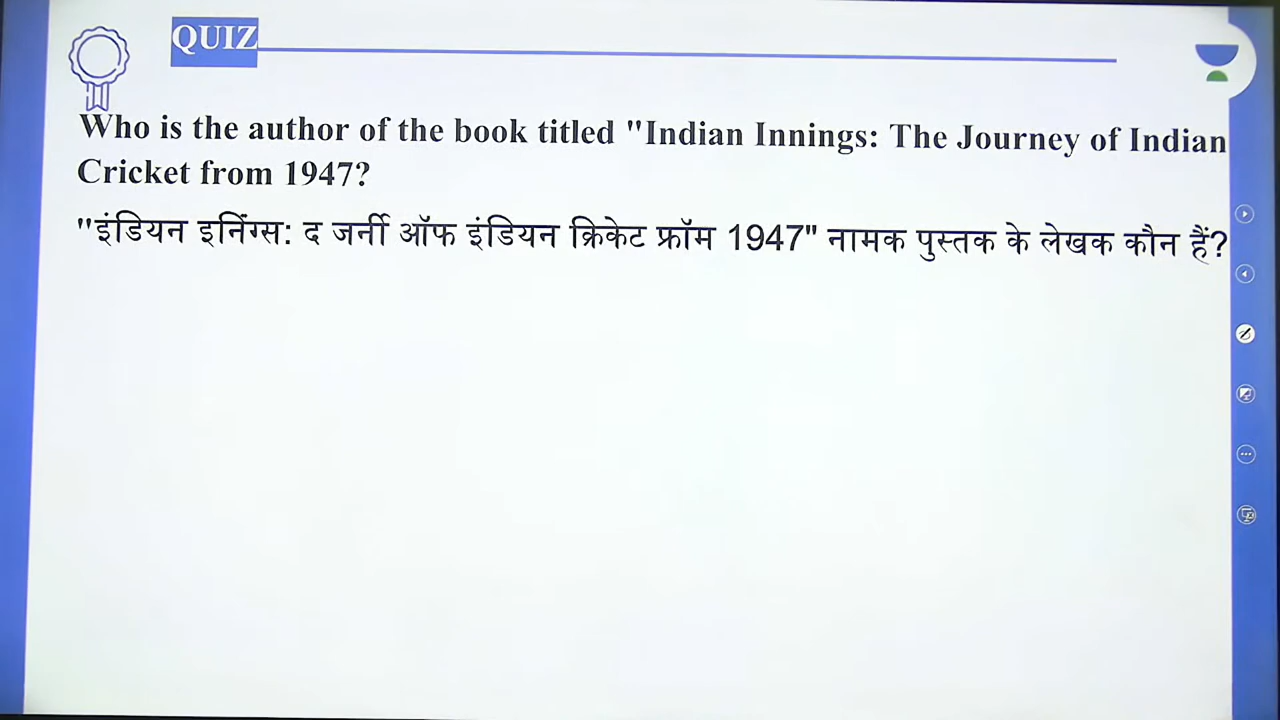 QUIZ
Who is the author of the book titled "Indian Innings: The Journey of Indian
Cricket from 1947?
"इंडियन इनिंग्स: द जर्नी ऑफ इंडियन क्रिकेट फ्रॉम 1947" नामक पुस्तक के लेखक कौन हैं?